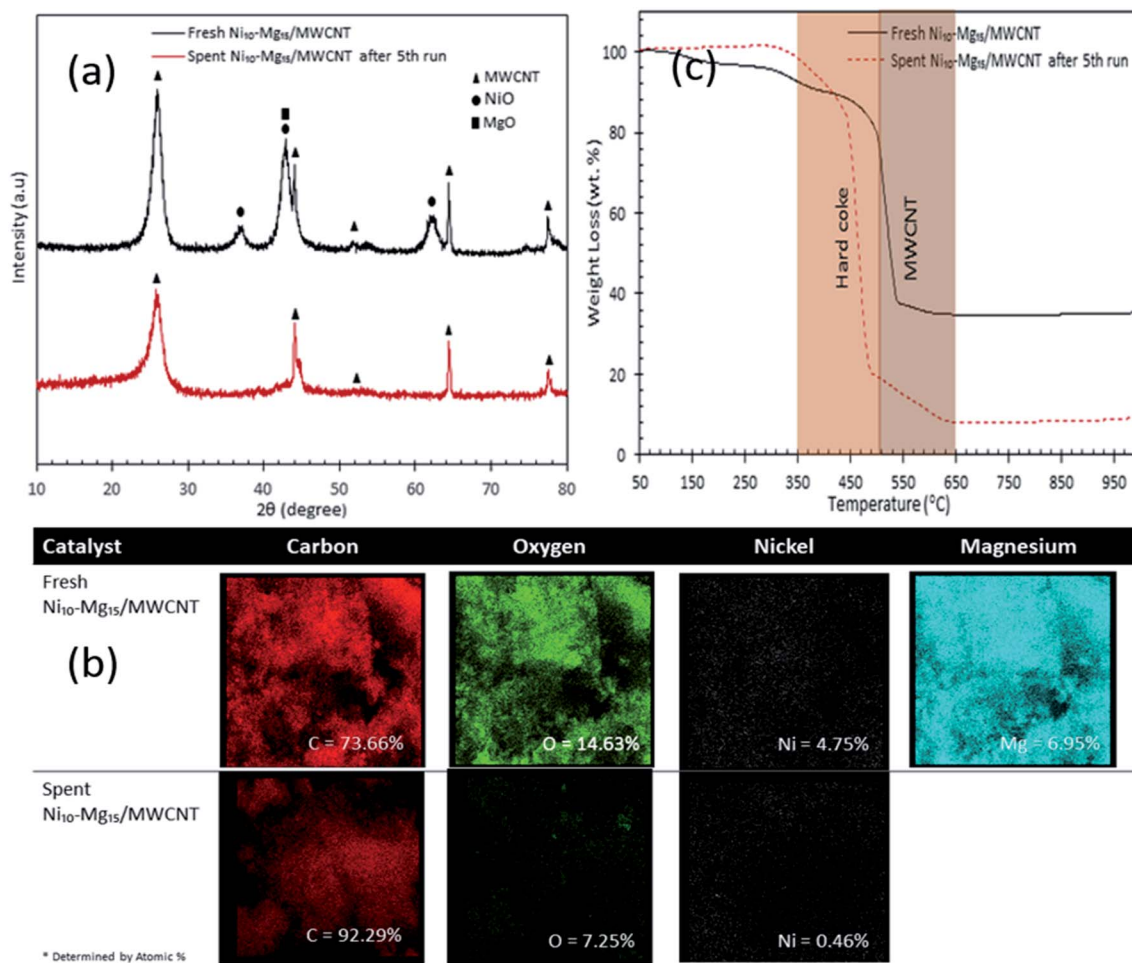 (a)
Fresh Ni₁₀-Mg₁₅/MWCNT
Spent Ni₁₀-Mg₁₅/MWCNT after 5th run
▲ MWCNT
● NiO
■ MgO
Intensity (a.u)
10 20 30 40 50 60 70 80
2θ (degree)
(c)
Fresh Ni₁₀-Mg₁₅/MWCNT
Spent Ni₁₀-Mg₁₅/MWCNT after 5th run
Weight Loss (wt. %)
100
80
60
40
20
0
Hard coke
MWCNT
50 150 250 350 450 550 650 750 850 950
Temperature (°C)
Catalyst Carbon Oxygen Nickel Magnesium
Fresh
Ni₁₀-Mg₁₅/MWCNT
(b)
C = 73.66% O = 14.63% Ni = 4.75% Mg = 6.95%
Spent
Ni₁₀-Mg₁₅/MWCNT
C = 92.29% O = 7.25% Ni = 0.46%
* Determined by Atomic %